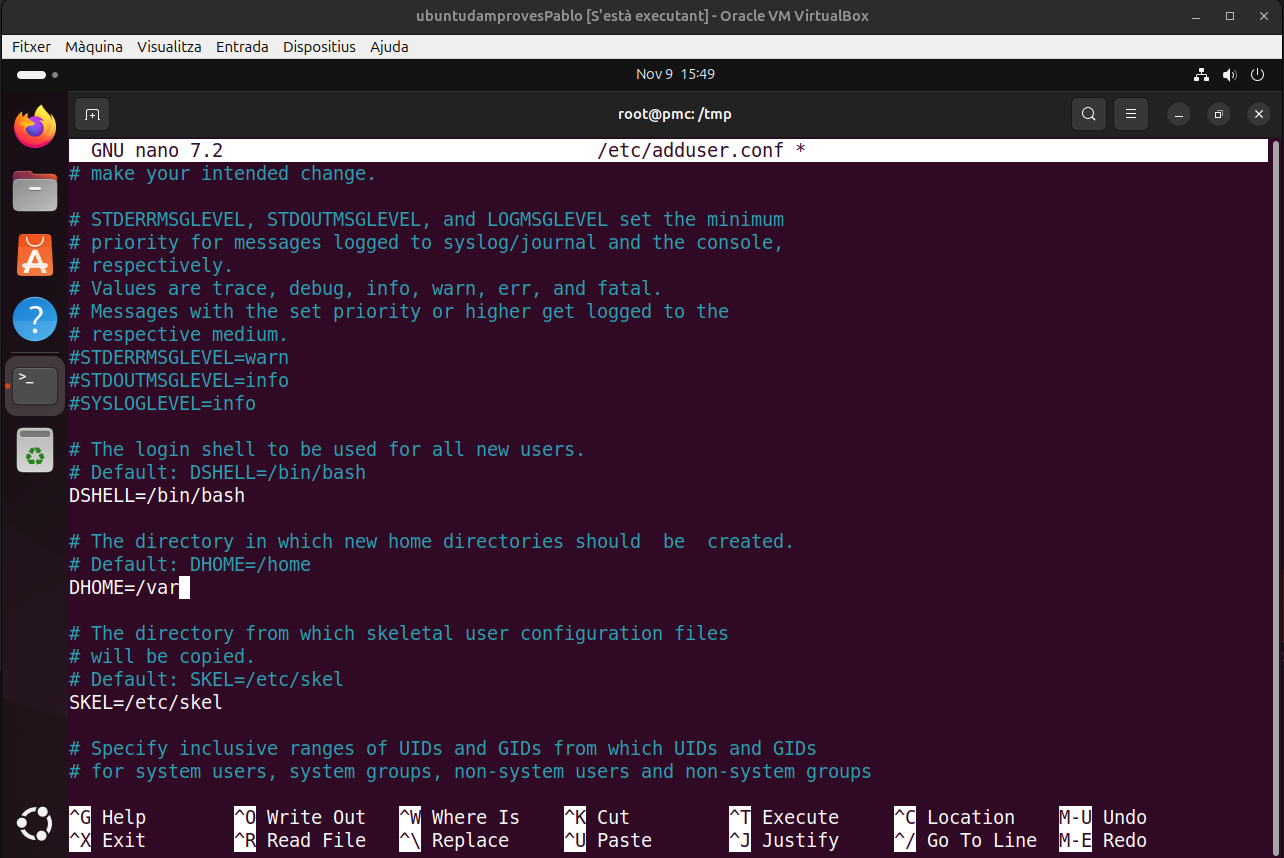 ubuntudamprovesPablo [S'està executant] - Oracle VM VirtualBox
Fitxer Màquina Visualitza Entrada Dispositius Ajuda
Nov 9 15:49
root@pmc: /tmp
GNU nano 7.2 /etc/adduser.conf *
# make your intended change.
# STDERRMSGLEVEL, STDOUTMSGLEVEL, and LOGMSGLEVEL set the minimum
# priority for messages logged to syslog/journal and the console,
# respectively.
# Values are trace, debug, info, warn, err, and fatal.
# Messages with the set priority or higher get logged to the
# respective medium.
#STDERRMSGLEVEL=warn
#STDOUTMSGLEVEL=info
#SYSLOGLEVEL=info
# The login shell to be used for all new users.
# Default: DSHELL=/bin/bash
DSHELL=/bin/bash
# The directory in which new home directories should  be  created.
# Default: DHOME=/home
DHOME=/var
# The directory from which skeletal user configuration files
# will be copied.
# Default: SKEL=/etc/skel
SKEL=/etc/skel
# Specify inclusive ranges of UIDs and GIDs from which UIDs and GIDs
# for system users, system groups, non-system users and non-system groups
^G Help ^O Write Out ^W Where Is ^K Cut ^T Execute ^C Location M-U Undo
^X Exit ^R Read File ^\ Replace ^U Paste ^J Justify ^/ Go To Line M-E Redo